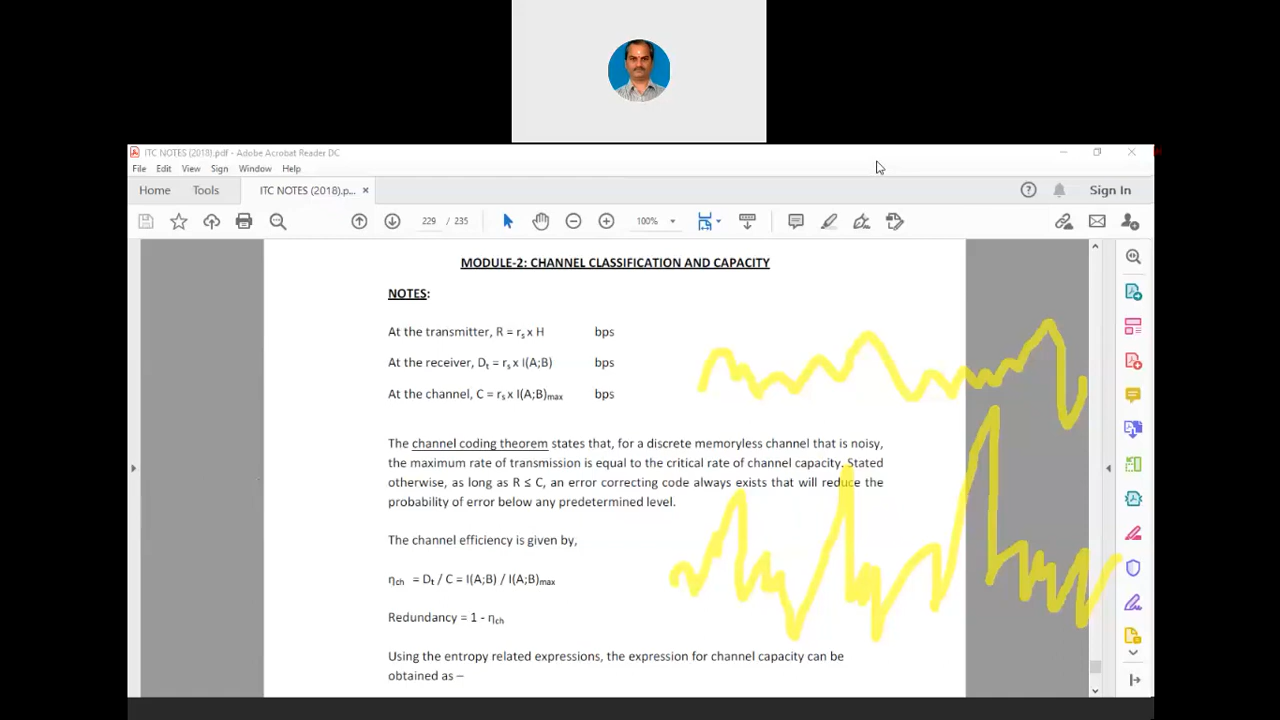 ITC NOTES (2018).pdf - Adobe Acrobat Reader DC
File Edit View Sign Window Help
Home Tools ITC NOTES (2018).p... × Sign In
229 / 235 100%
MODULE-2: CHANNEL CLASSIFICATION AND CAPACITY
NOTES:
At the transmitter, R = rs x H bps
At the receiver, Dt = rs x I(A;B) bps
At the channel, C = rs x I(A;B)max bps
The channel coding theorem states that, for a discrete memoryless channel that is noisy,
the maximum rate of transmission is equal to the critical rate of channel capacity. Stated
otherwise, as long as R ≤ C, an error correcting code always exists that will reduce the
probability of error below any predetermined level.
The channel efficiency is given by,
ηch = Dt / C = I(A;B) / I(A;B)max
Redundancy = 1 - ηch
Using the entropy related expressions, the expression for channel capacity can be
obtained as –